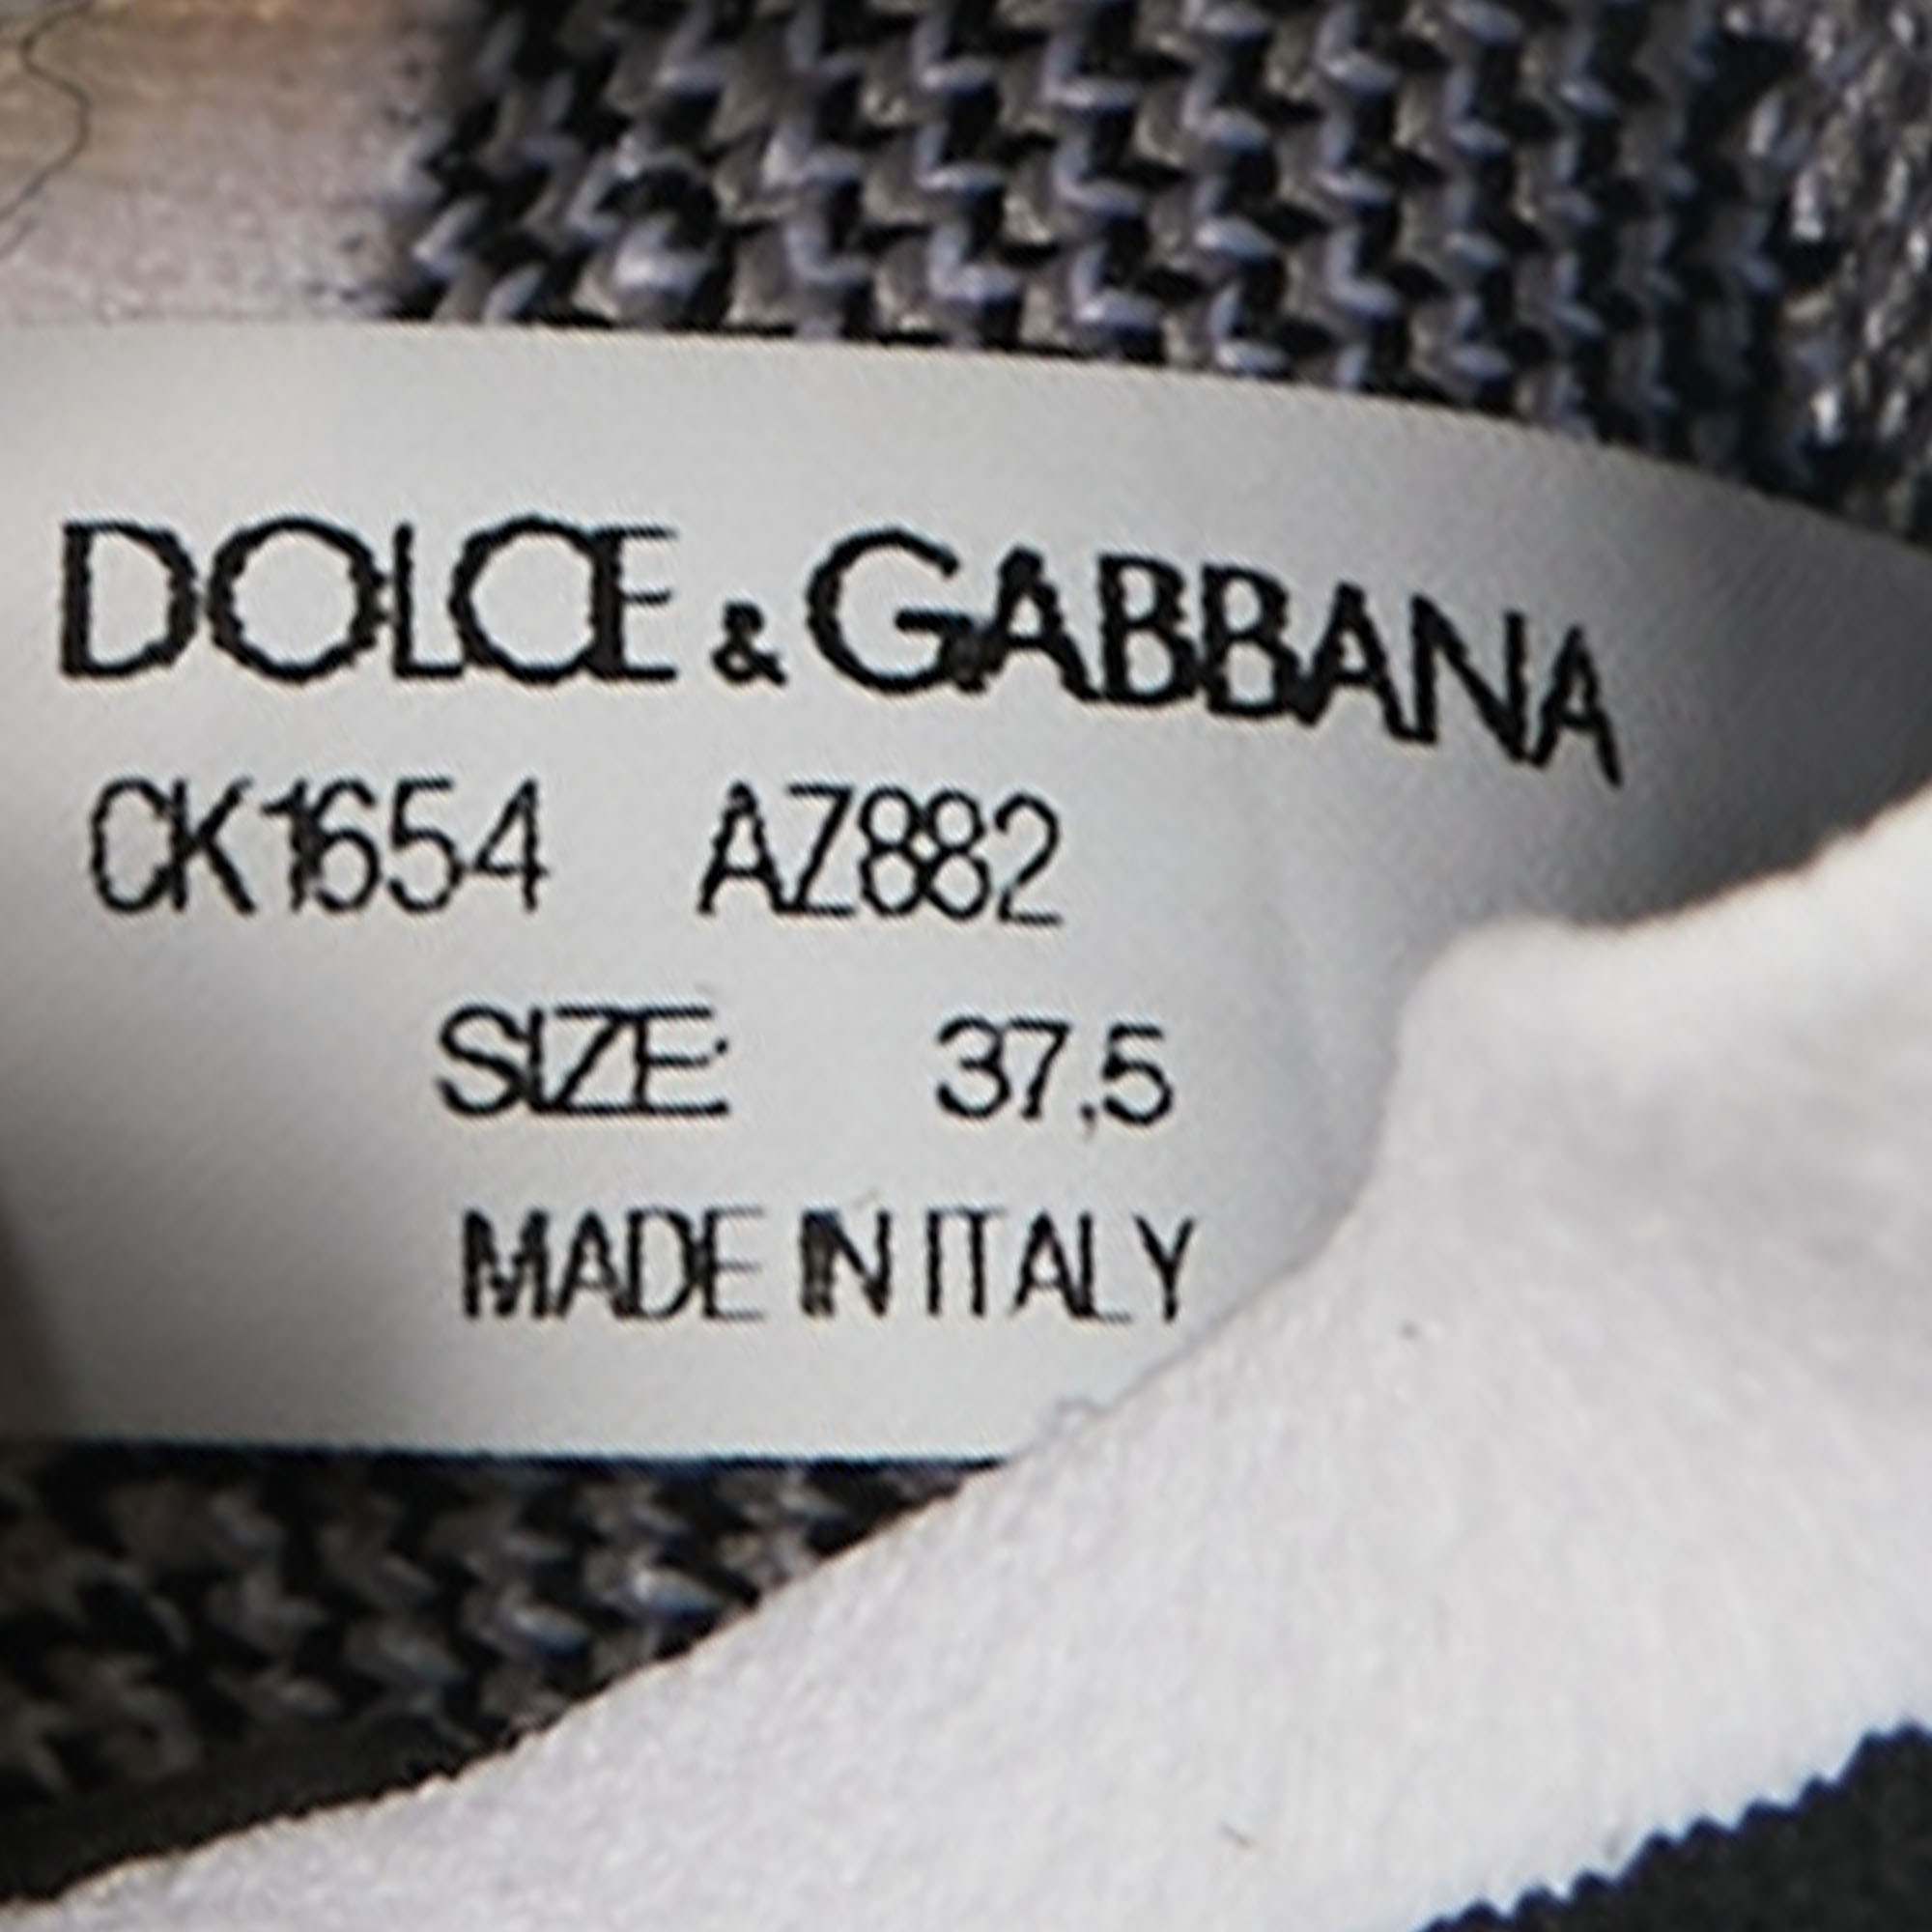 DOLCE & GABBANA
CK1654 AZ882
SIZE: 37,5
MADE IN ITALY